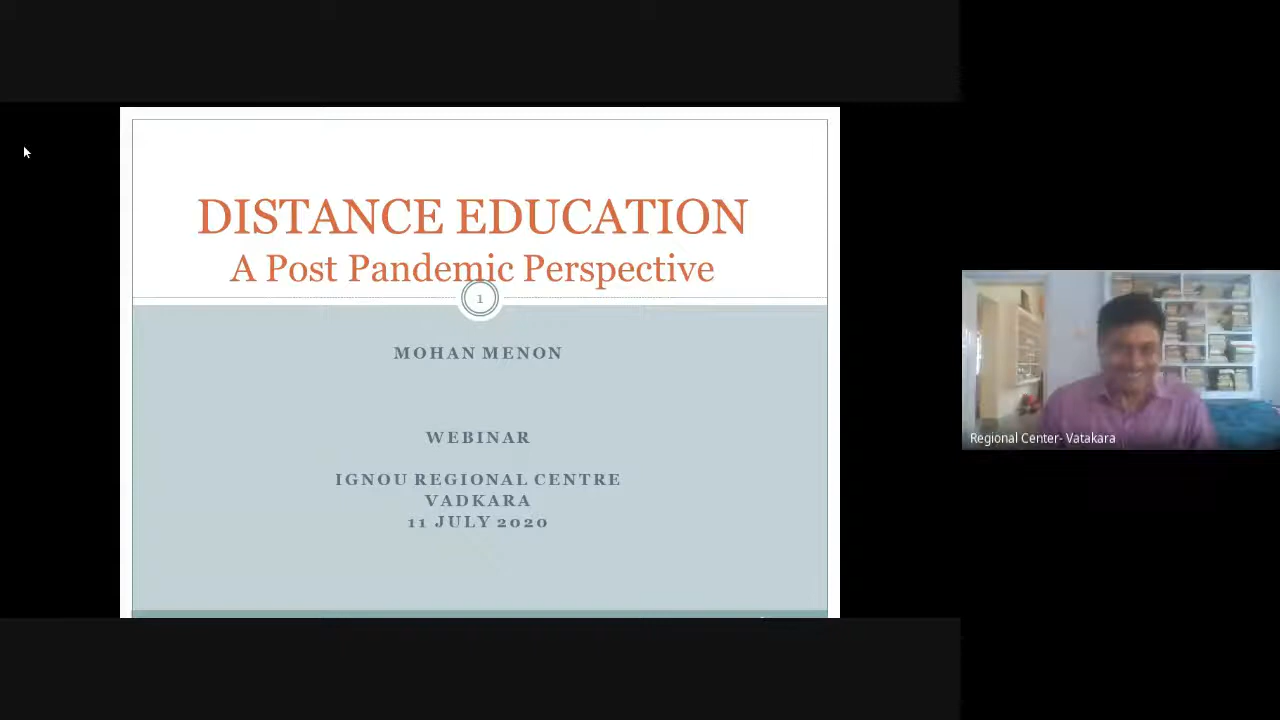 DISTANCE EDUCATION
A Post Pandemic Perspective
1
MOHAN MENON
WEBINAR
IGNOU REGIONAL CENTRE
VADKARA
11 JULY 2020
Regional Center- Vatakara